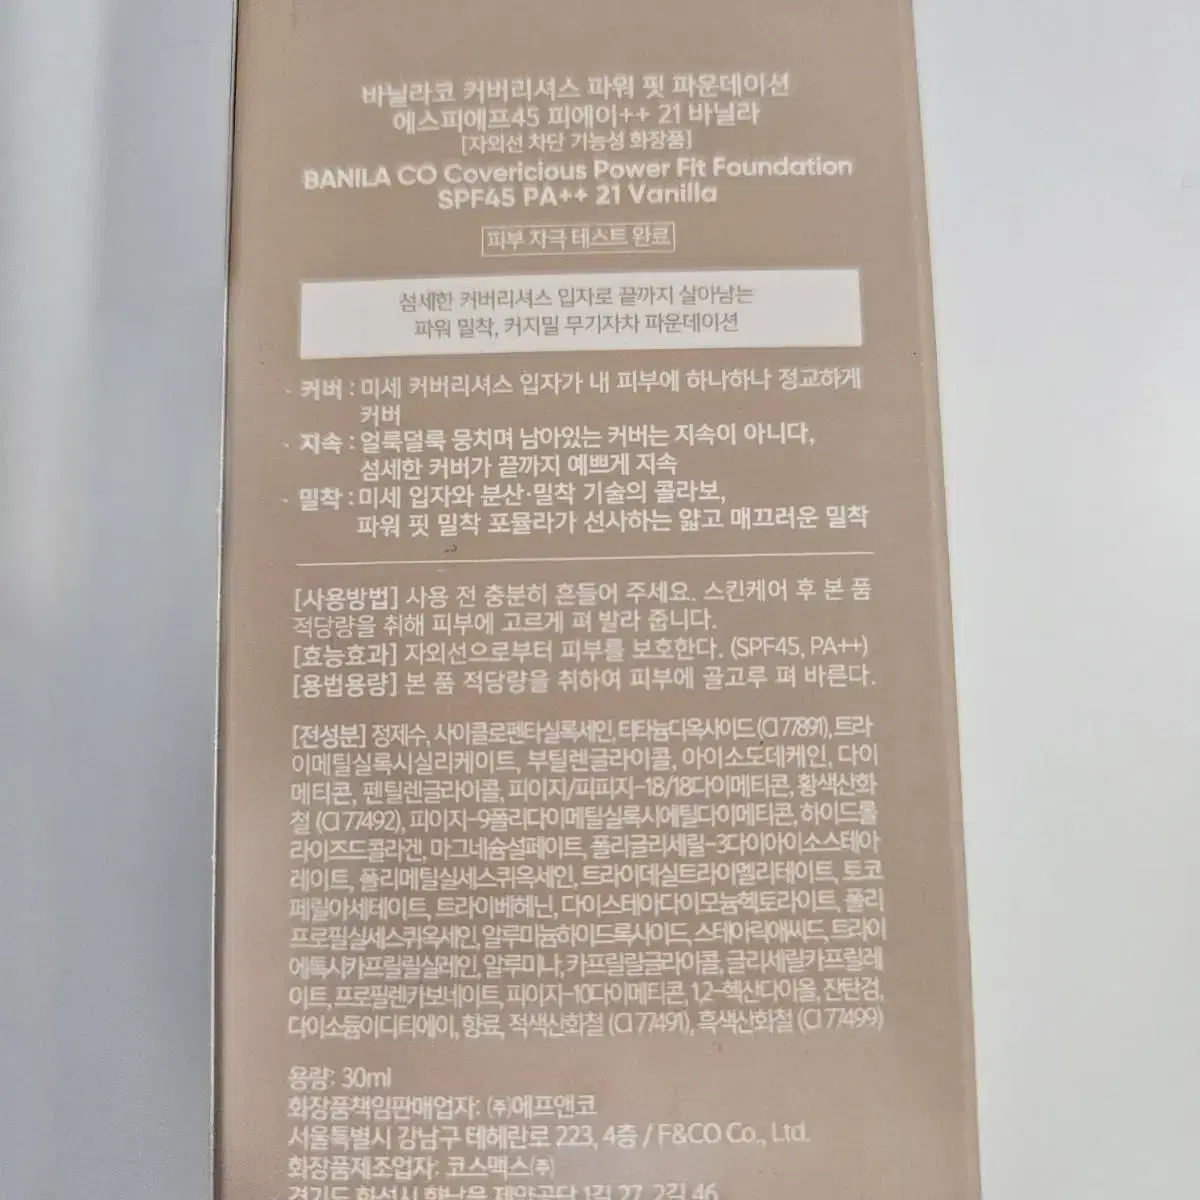 바닐라코 커버리셔스 파워 핏 파운데이션
에스피에프45 피에이++ 21 바닐라
[자외선 차단 기능성 화장품]
BANILA CO Covericious Power Fit Foundation
SPF45 PA++ 21 Vanilla
피부 자극 테스트 완료
섬세한 커버리셔스 입자로 끝까지 살아남는
파워 밀착, 커지밀 무기자차 파운데이션
· 커버 : 미세 커버리셔스 입자가 내 피부에 하나하나 정교하게
커버
· 지속 : 얼룩덜룩 뭉치며 남아있는 커버는 지속이 아니다,
섬세한 커버가 끝까지 예쁘게 지속
· 밀착 : 미세 입자와 분산·밀착 기술의 콜라보,
파워 핏 밀착 포뮬라가 선사하는 얇고 매끄러운 밀착
[사용방법] 사용 전 충분히 흔들어 주세요. 스킨케어 후 본 품
적당량을 취해 피부에 고르게 펴 발라 줍니다.
[효능효과] 자외선으로부터 피부를 보호한다. (SPF45, PA++)
[용법용량] 본 품 적당량을 취하여 피부에 골고루 펴 바른다.
[전성분] 정제수, 사이클로펜타실록세인, 티타늄디옥사이드 (CI 77891), 트라
이메틸실록시실리케이트, 부틸렌글라이콜, 아이소도데케인, 다이
메티콘, 펜틸렌글라이콜, 피이지/피피지-18/18다이메티콘, 황색산화
철 (CI 77492), 피이지-9폴리다이메틸실록시에틸다이메티콘, 하이드롤
라이즈드콜라겐, 마그네슘설페이트, 폴리글리세릴-3다이아이소스테아
레이트, 폴리메틸실세스퀴옥세인, 트라이데실트라이멜리테이트, 토코
페릴아세테이트, 트라이베헤닌, 다이스테아다이모늄헥토라이트, 폴리
프로필실세스퀴옥세인, 알루미늄하이드록사이드, 스테아릭애씨드, 트라이
에톡시카프릴릴실레인, 알루미나, 카프릴릴글라이콜, 글리세릴카프릴레
이트, 프로필렌카보네이트, 피이지-10다이메티콘, 1,2-헥산다이올, 잔탄검,
다이소듐이디티에이, 향료, 적색산화철 (CI 77491), 흑색산화철 (CI 77499)
용량: 30ml
화장품책임판매업자: ㈜에프앤코
서울특별시 강남구 테헤란로 223, 4층 / F&CO Co., Ltd.
화장품제조업자: 코스맥스㈜
경기도 화성시 향남읍 제약공단 1길 27, 2길 46